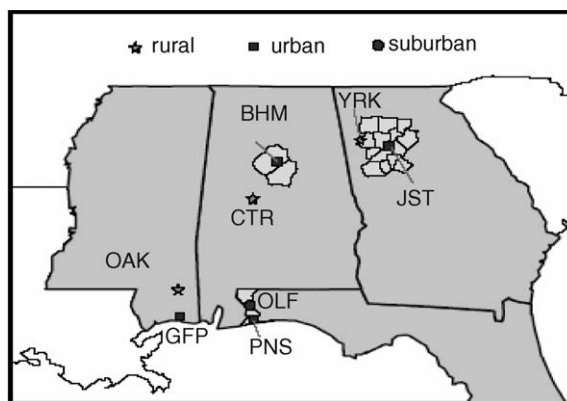 rural urban suburban
YRK
BHM
JST
CTR
OAK
OLF
GFP
PNS